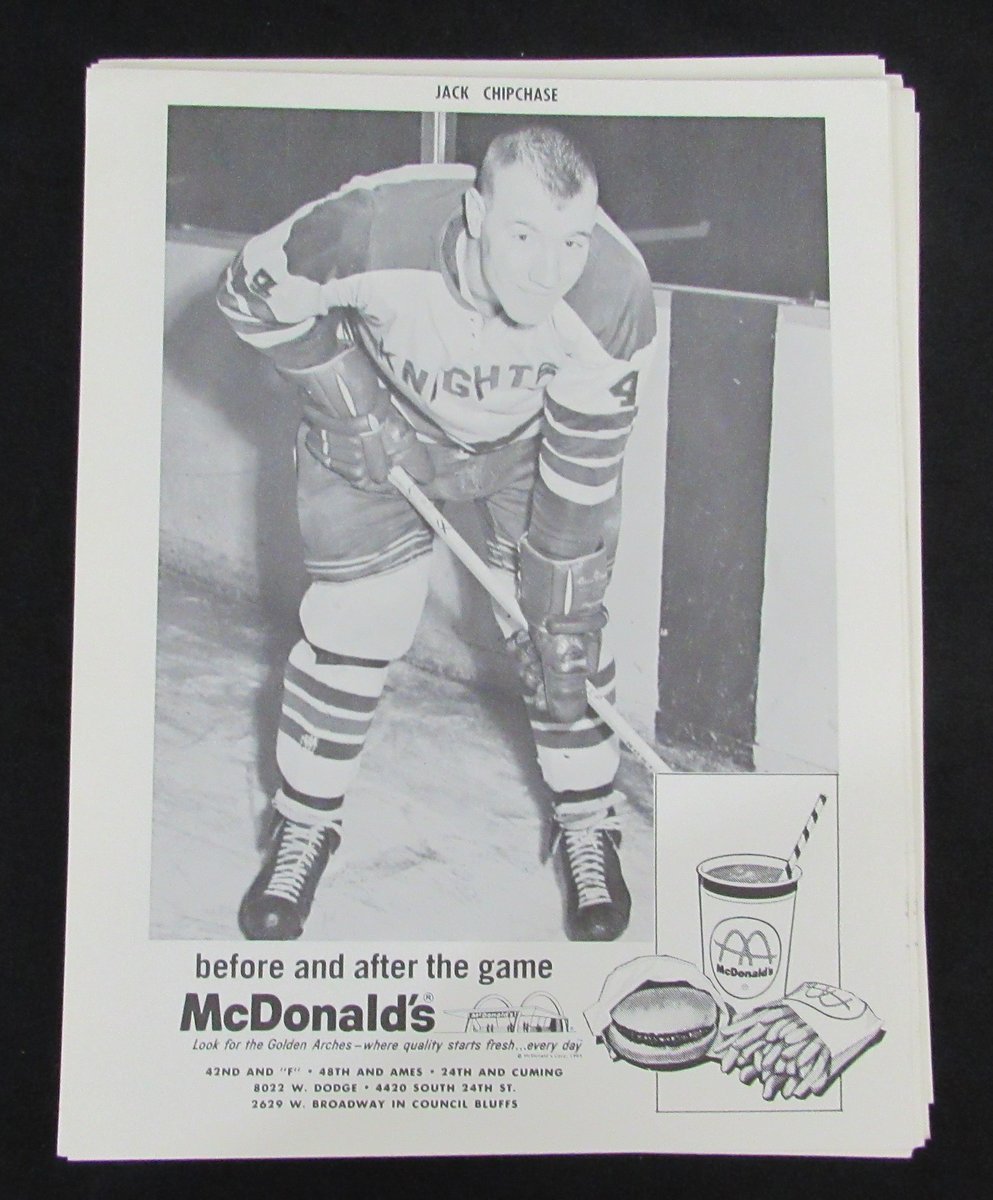 JACK CHIPCHASE
KNIGHTS
4
before and after the game
McDonald's®
McDonald's
Look for the Golden Arches—where quality starts fresh...every day
42ND AND "F" • 48TH AND AMES • 24TH AND CUMING
8022 W. DODGE • 4420 SOUTH 24TH ST.
2629 W. BROADWAY IN COUNCIL BLUFFS
McDonald's